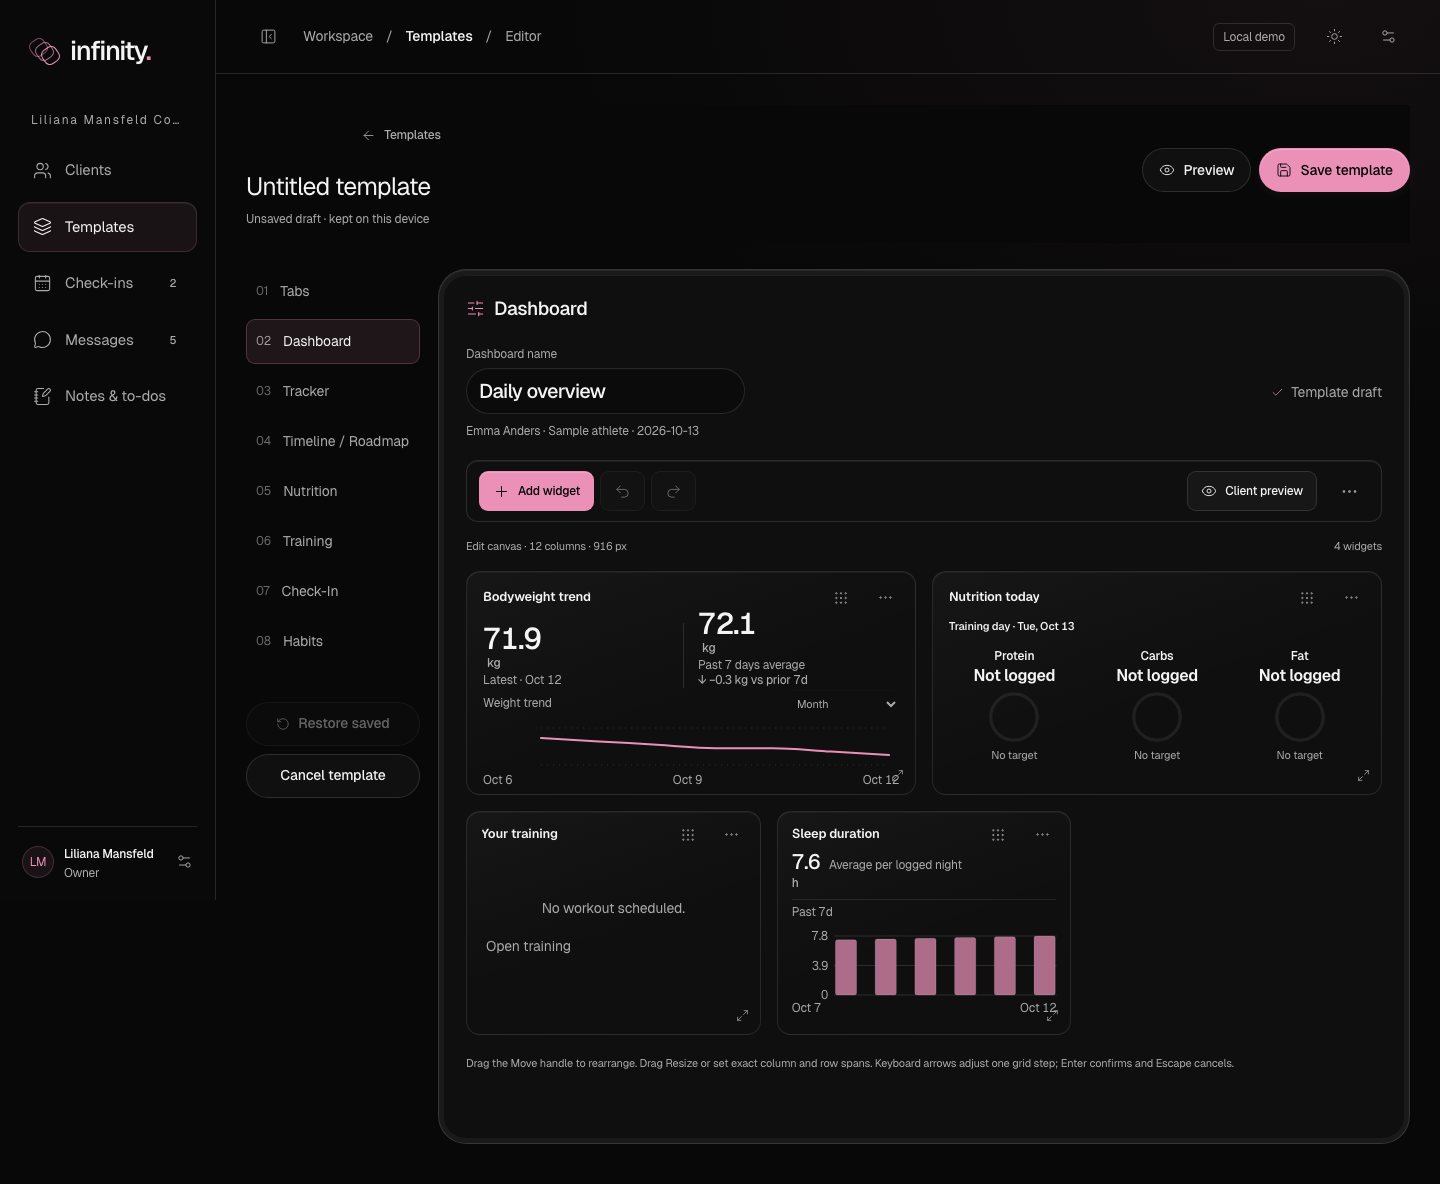 infinity.
Liliana Mansfeld Co...
Clients
Templates
Check-ins 2
Messages 5
Notes & to-dos
LM
Liliana Mansfeld
Owner
Workspace / Templates / Editor
Local demo
Templates
Untitled template
Unsaved draft · kept on this device
Preview
Save template
01 Tabs
02 Dashboard
03 Tracker
04 Timeline / Roadmap
05 Nutrition
06 Training
07 Check-In
08 Habits
Restore saved
Cancel template
Dashboard
Dashboard name
Daily overview
Template draft
Emma Anders · Sample athlete · 2026-10-13
Add widget
Client preview
Edit canvas · 12 columns · 916 px
4 widgets
Bodyweight trend
71.9
kg
Latest · Oct 12
72.1
kg
Past 7 days average
↓ −0.3 kg vs prior 7d
Weight trend
Month
Oct 6 Oct 9 Oct 12
Nutrition today
Training day · Tue, Oct 13
Protein Carbs Fat
Not logged Not logged Not logged
No target No target No target
Your training
No workout scheduled.
Open training
Sleep duration
7.6 Average per logged night
h
Past 7d
7.8
3.9
0
Oct 7 Oct 12
Drag the Move handle to rearrange. Drag Resize or set exact column and row spans. Keyboard arrows adjust one grid step; Enter confirms and Escape cancels.